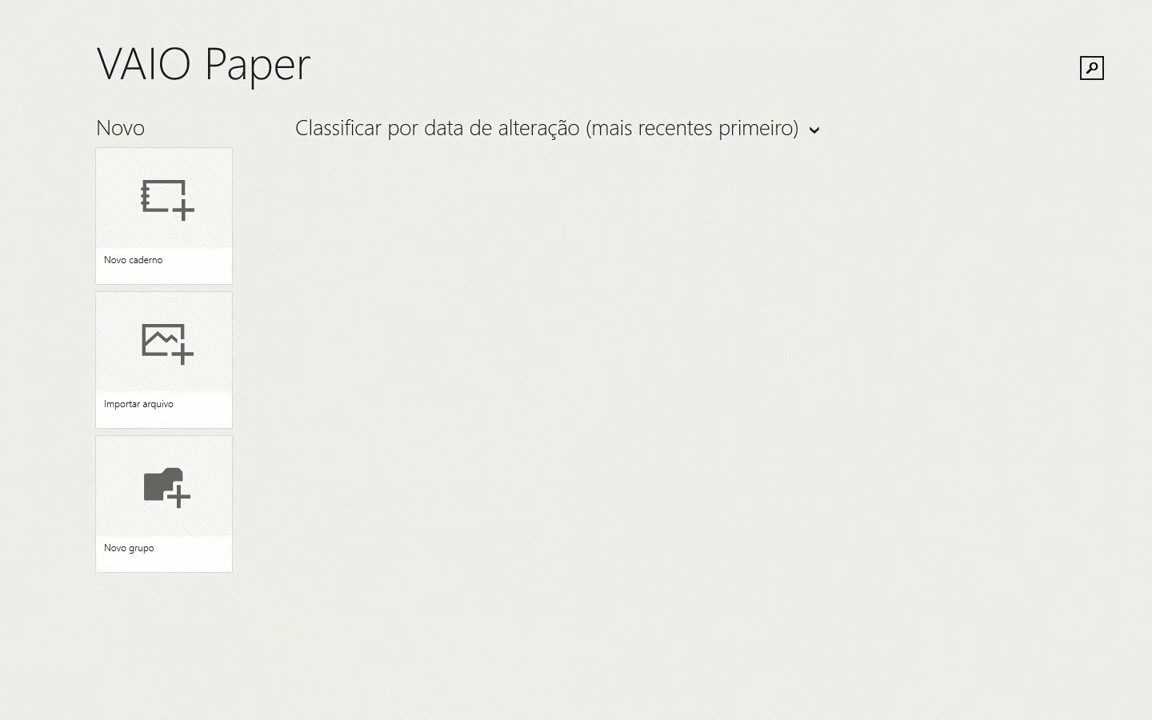 VAIO Paper
Novo
Classificar por data de alteração (mais recentes primeiro)
Novo caderno
Importar arquivo
Novo grupo